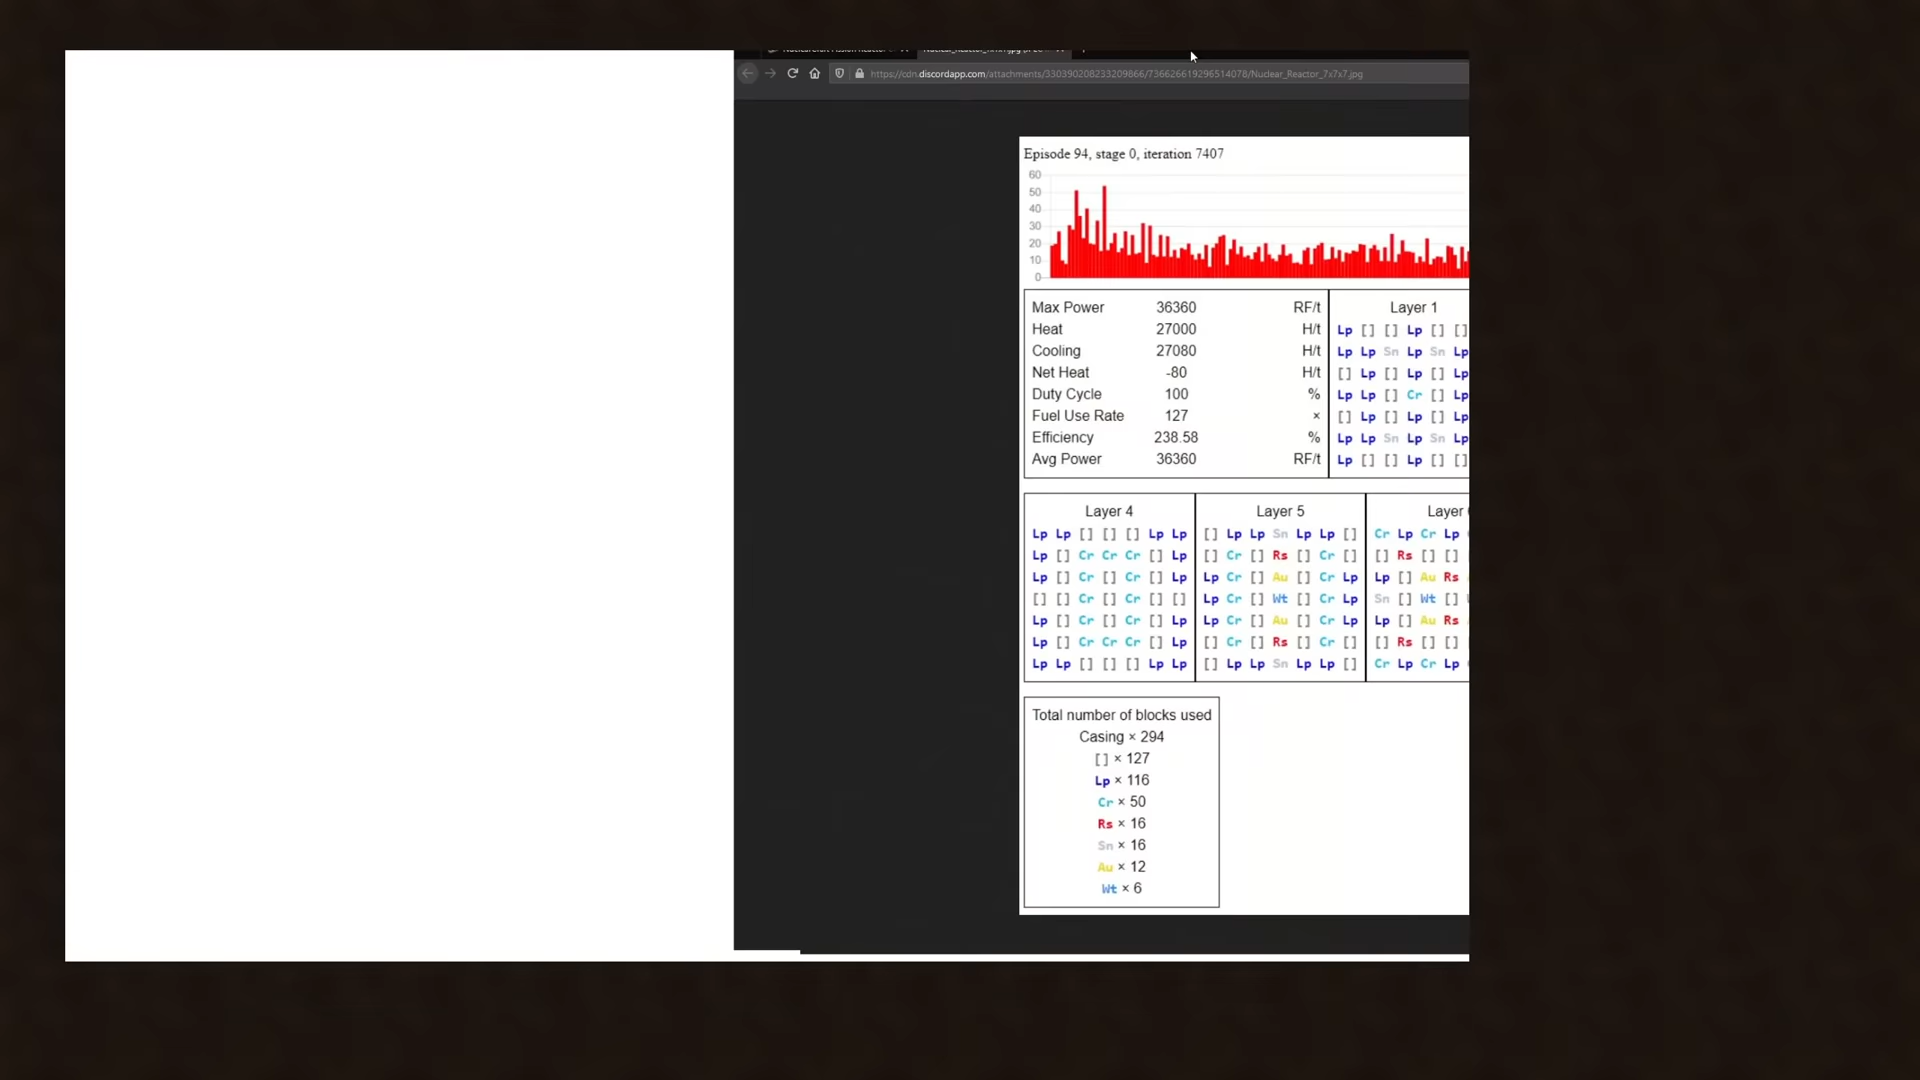 https://cdn.discordapp.com/attachments/330390208233209866/736626619296514078/Nuclear_Reactor_7x7x7.jpg
Episode 94, stage 0, iteration 7407
60
50
40
30
20
10
0
Max Power 36360 RF/t
Heat 27000 H/t
Cooling 27080 H/t
Net Heat -80 H/t
Duty Cycle 100 %
Fuel Use Rate 127 ×
Efficiency 238.58 %
Avg Power 36360 RF/t
Layer 1
Lp [] [] Lp [] []
Lp Lp Sn Lp Sn Lp
[] Lp [] Lp [] Lp
Lp Lp [] Cr [] Lp
[] Lp [] Lp [] Lp
Lp Lp Sn Lp Sn Lp
Lp [] [] Lp [] []
Layer 4
Lp Lp [] [] [] Lp Lp
Lp [] Cr Cr Cr [] Lp
Lp [] Cr [] Cr [] Lp
[] [] Cr [] Cr [] []
Lp [] Cr [] Cr [] Lp
Lp [] Cr Cr Cr [] Lp
Lp Lp [] [] [] Lp Lp
Layer 5
[] Lp Lp Sn Lp Lp []
[] Cr [] Rs [] Cr []
Lp Cr [] Au [] Cr Lp
Lp Cr [] Wt [] Cr Lp
Lp Cr [] Au [] Cr Lp
[] Cr [] Rs [] Cr []
[] Lp Lp Sn Lp Lp []
Layer
Cr Lp Cr Lp
[] Rs [] []
Lp [] Au Rs
Sn [] Wt []
Lp [] Au Rs
[] Rs [] []
Cr Lp Cr Lp
Total number of blocks used
Casing × 294
[] × 127
Lp × 116
Cr × 50
Rs × 16
Sn × 16
Au × 12
Wt × 6